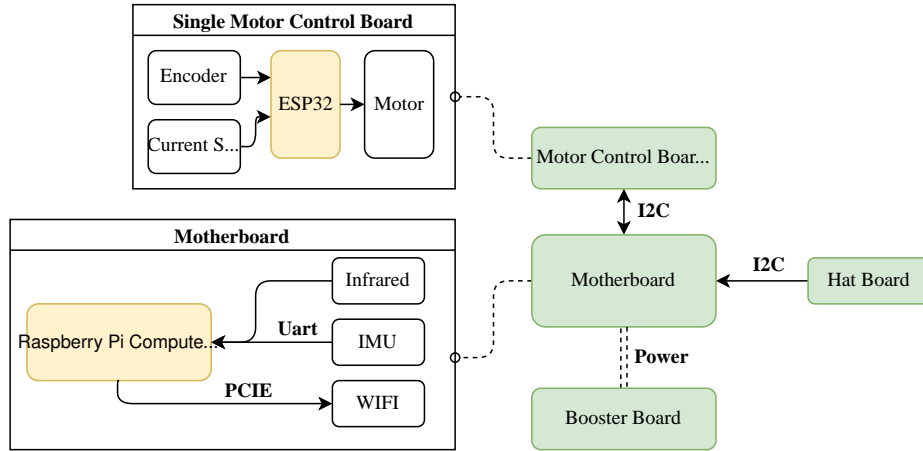 Single Motor Control Board
Encoder
Current S...
ESP32
Motor
Motor Control Boar...
I2C
Motherboard
I2C
Hat Board
Power
Booster Board
Motherboard
Infrared
Raspberry Pi Compute...
Uart
IMU
PCIE
WIFI